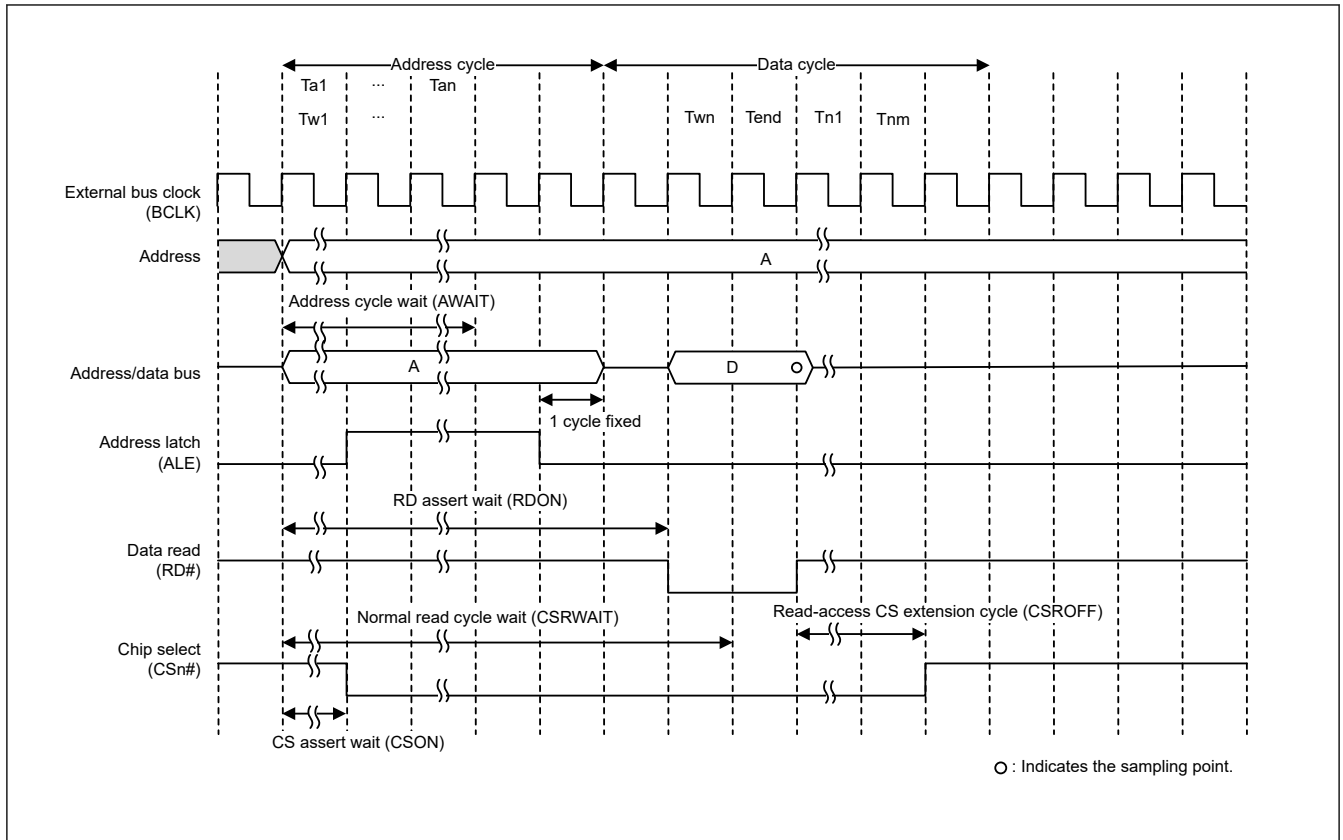 Address cycle Data cycle
Ta1 ... Tan
Tw1 ... Twn Tend Tn1 Tnm
External bus clock
(BCLK)
Address A
Address cycle wait (AWAIT)
Address/data bus A D
1 cycle fixed
Address latch
(ALE)
RD assert wait (RDON)
Data read
(RD#)
Normal read cycle wait (CSRWAIT) Read-access CS extension cycle (CSROFF)
Chip select
(CSn#)
CS assert wait (CSON)
: Indicates the sampling point.